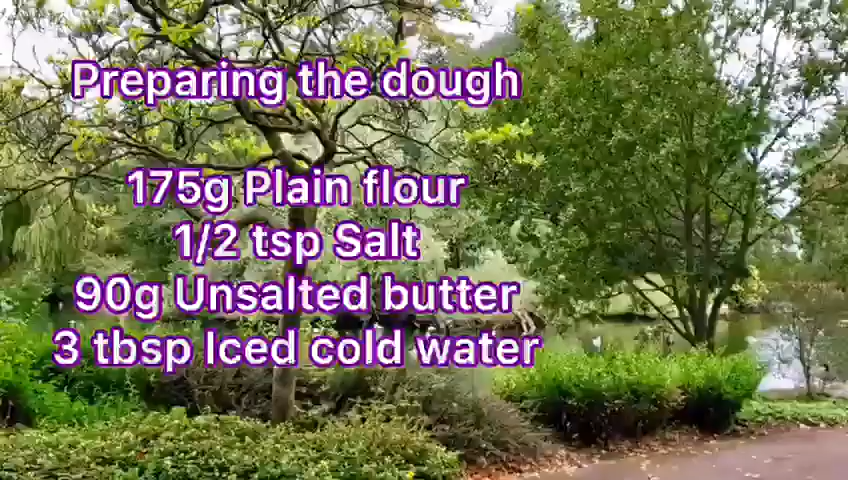 Preparing the dough
175g Plain flour
1/2 tsp Salt
90g Unsalted butter
3 tbsp Iced cold water